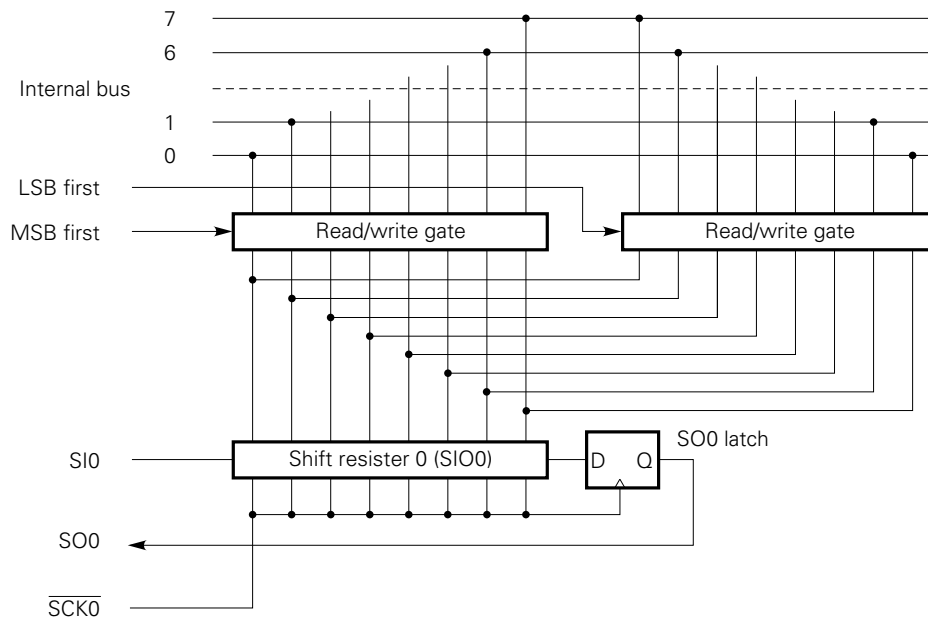 7
6
Internal bus
1
0
LSB first
MSB first
Read/write gate
Read/write gate
SO0 latch
SI0
Shift resister 0 (SIO0)
D
Q
SO0
SCK0